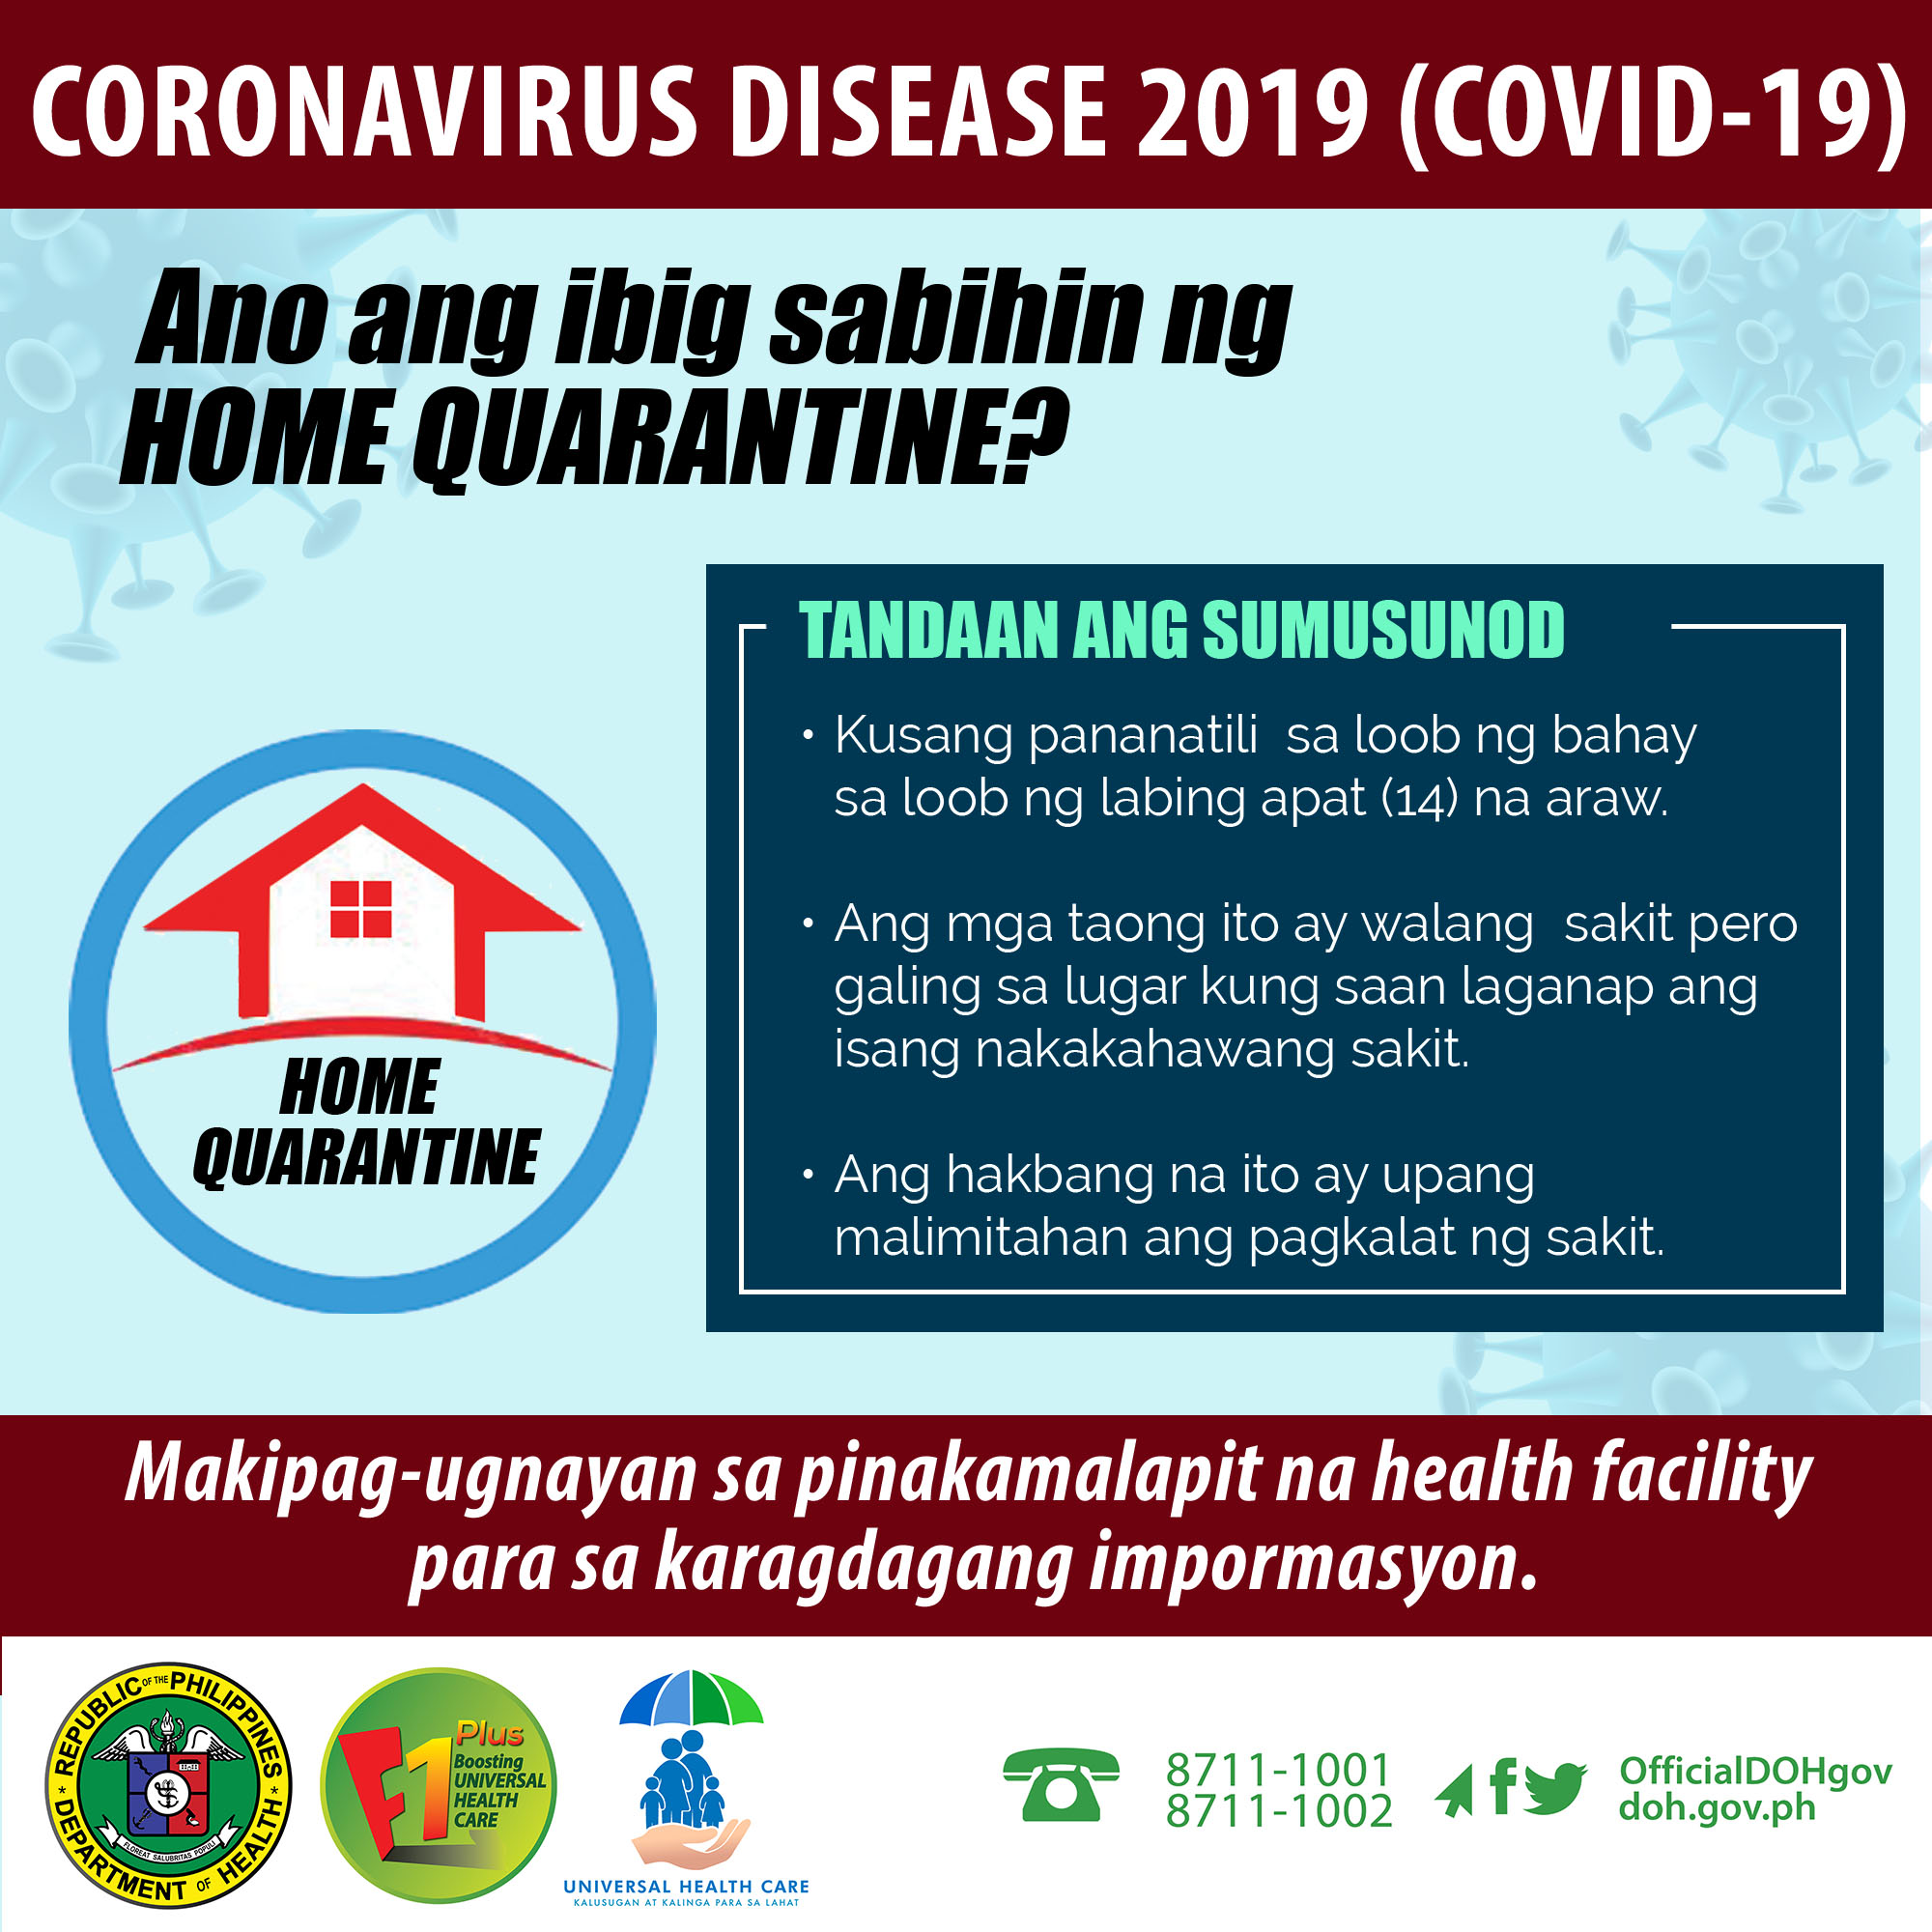 CORONAVIRUS DISEASE 2019 (COVID-19)
Ano ang ibig sabihin ng
HOME QUARANTINE?
TANDAAN ANG SUMUSUNOD
• Kusang pananatili sa loob ng bahay
sa loob ng labing apat (14) na araw.
• Ang mga taong ito ay walang sakit pero
galing sa lugar kung saan laganap ang
isang nakakahawang sakit.
• Ang hakbang na ito ay upang
malimitahan ang pagkalat ng sakit.
HOME
QUARANTINE
Makipag-ugnayan sa pinakamalapit na health facility
para sa karagdagang impormasyon.
REPUBLIC OF THE PHILIPPINES
* DEPARTMENT OF HEALTH *
FLOREAT SALUBRITAS POPULI
F1 Plus
Boosting
UNIVERSAL
HEALTH
CARE
UNIVERSAL HEALTH CARE
KALUSUGAN AT KALINGA PARA SA LAHAT
8711-1001
8711-1002
OfficialDOHgov
doh.gov.ph